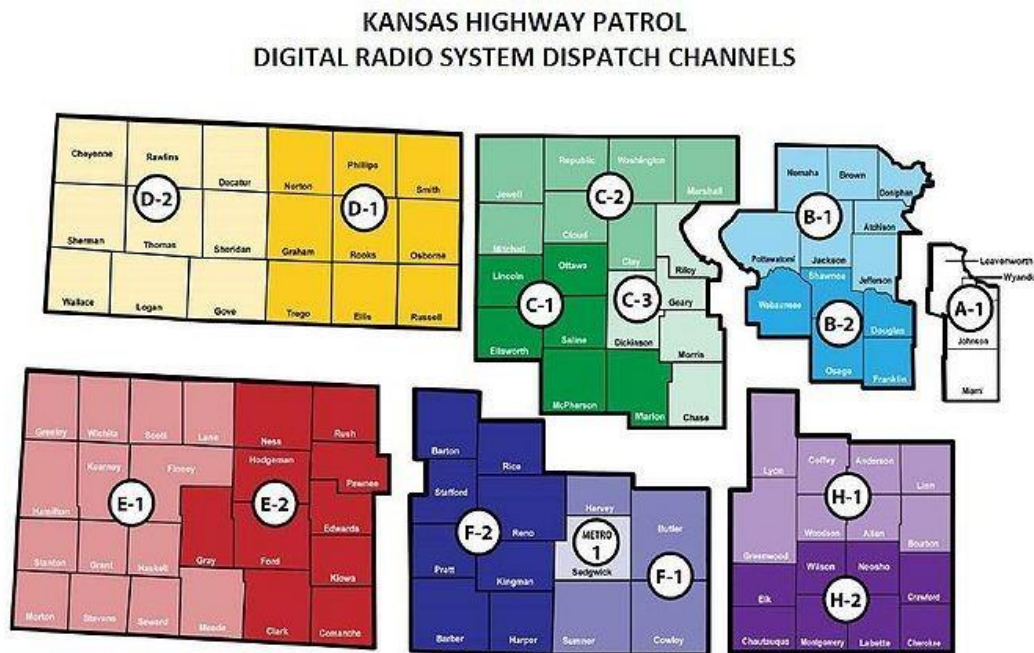 KANSAS HIGHWAY PATROL
DIGITAL RADIO SYSTEM DISPATCH CHANNELS
Cheyenne
Rawlins
Decatur
Norton
Phillips
Smith
D-2
D-1
Sherman
Thomas
Sheridan
Graham
Rooks
Osborne
Wallace
Logan
Gove
Trego
Ellis
Russell
Republic
Washington
Jewell
Marshall
C-2
Mitchell
Cloud
Clay
Riley
Lincoln
Ottawa
C-1
C-3
Geary
Ellsworth
Saline
Dickinson
Morris
McPherson
Marion
Chase
Nemaha
Brown
Doniphan
B-1
Atchison
Pottawatomi
Jackson
Jefferson
Shawnee
Wabaunsee
B-2
Douglas
Osage
Franklin
Leavenworth
Wyando
A-1
Johnson
Miami
Greeley
Wichita
Scott
Lane
Ness
Rush
Kearney
Finney
Hodgeman
Pawnee
E-1
E-2
Hamilton
Edwards
Stanton
Grant
Haskell
Gray
Ford
Kiowa
Morton
Stevens
Seward
Meade
Clark
Comanche
Barton
Rice
Stafford
Reno
Harvey
Butler
F-2
METRO
1
Sedgwick
F-1
Pratt
Kingman
Barber
Harper
Sumner
Cowley
Lyon
Coffey
Anderson
Linn
H-1
Greenwood
Woodson
Allen
Bourbon
Elk
Wilson
Neosho
H-2
Crawford
Chautauqua
Montgomery
Labette
Cherokee